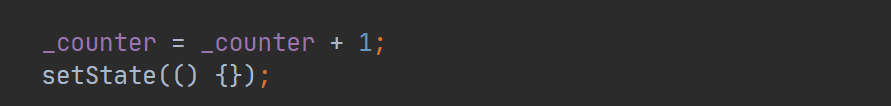 _counter = _counter + 1;
setState(() {});